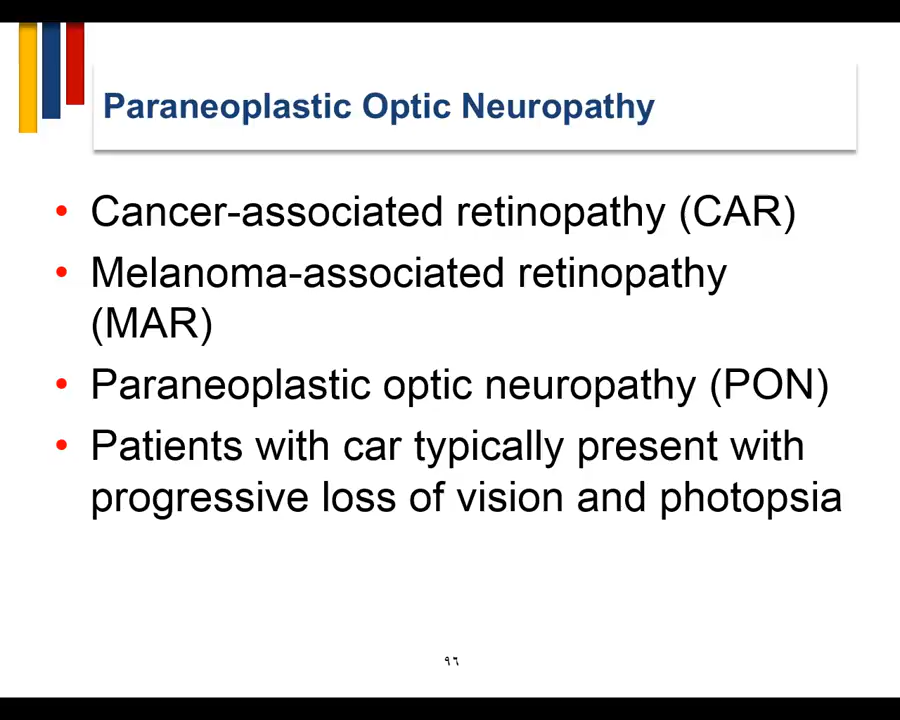 Paraneoplastic Optic Neuropathy
• Cancer-associated retinopathy (CAR)
• Melanoma-associated retinopathy
(MAR)
• Paraneoplastic optic neuropathy (PON)
• Patients with car typically present with
progressive loss of vision and photopsia
٩٦